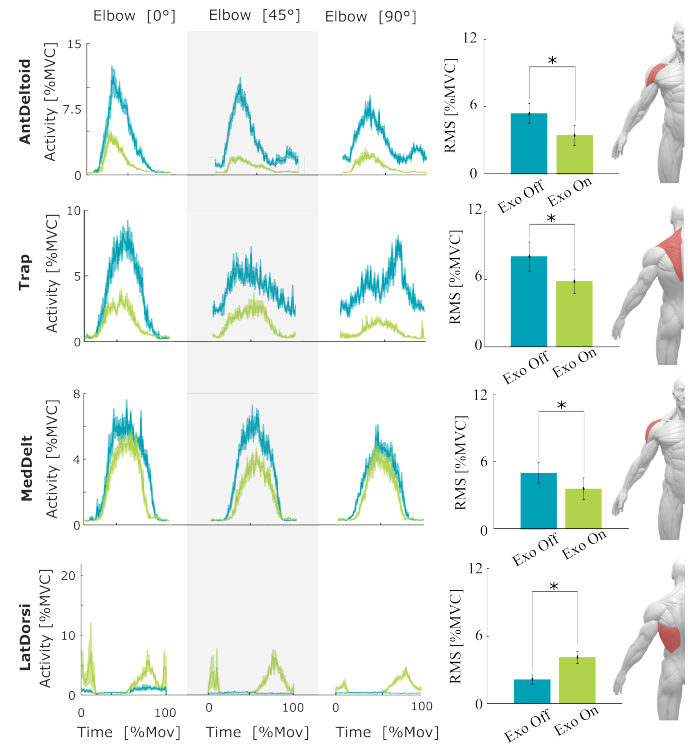 Elbow [0°]
Elbow [45°]
Elbow [90°]
AntDeltoid
Activity [%MVC]
15
7.5
0
RMS [%MVC]
12
6
0
*
Exo Off
Exo On
Trap
Activity [%MVC]
10
5
0
RMS [%MVC]
12
6
0
*
Exo Off
Exo On
MedDelt
Activity [%MVC]
8
4
0
RMS [%MVC]
12
6
0
*
Exo Off
Exo On
LatDorsi
Activity [%MVC]
20
10
0
0
100
0
100
0
100
Time [%Mov]
Time [%Mov]
Time [%Mov]
RMS [%MVC]
12
6
0
*
Exo Off
Exo On